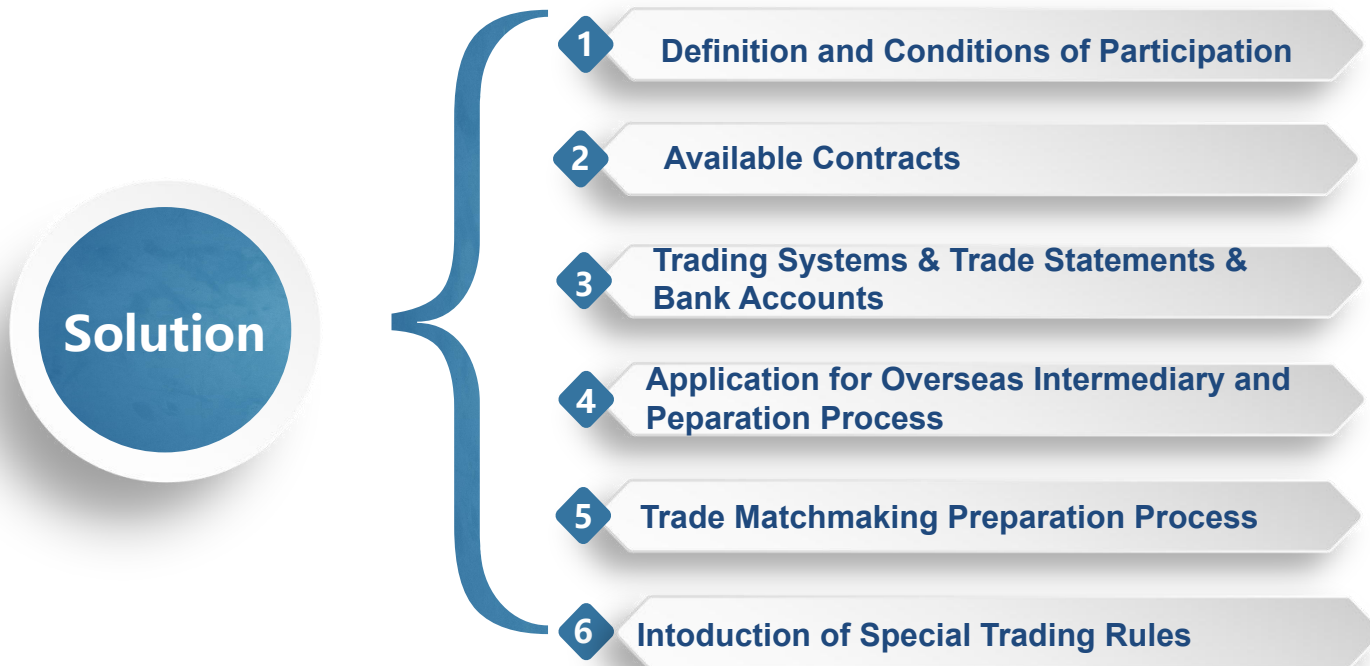 Solution
1
Definition and Conditions of Participation
2
Available Contracts
3
Trading Systems & Trade Statements &
Bank Accounts
4
Application for Overseas Intermediary and
Peparation Process
5
Trade Matchmaking Preparation Process
6
Intoduction of Special Trading Rules